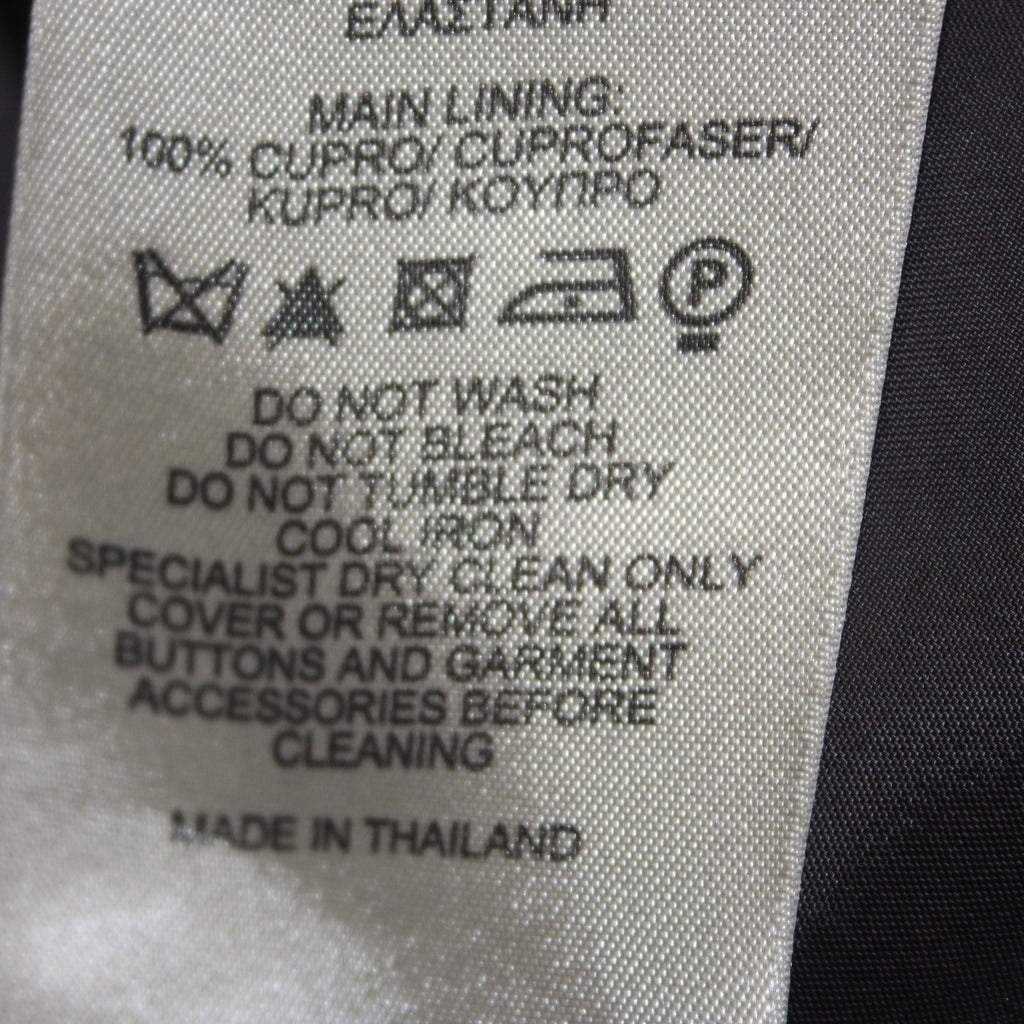 ΕΛΑΣΤΑΝΗ
MAIN LINING:
100% CUPRO/ CUPROFASER/
KUPRO/ ΚΟΥΠΡΟ
P
DO NOT WASH
DO NOT BLEACH
DO NOT TUMBLE DRY
COOL IRON
SPECIALIST DRY CLEAN ONLY
COVER OR REMOVE ALL
BUTTONS AND GARMENT
ACCESSORIES BEFORE
CLEANING
MADE IN THAILAND